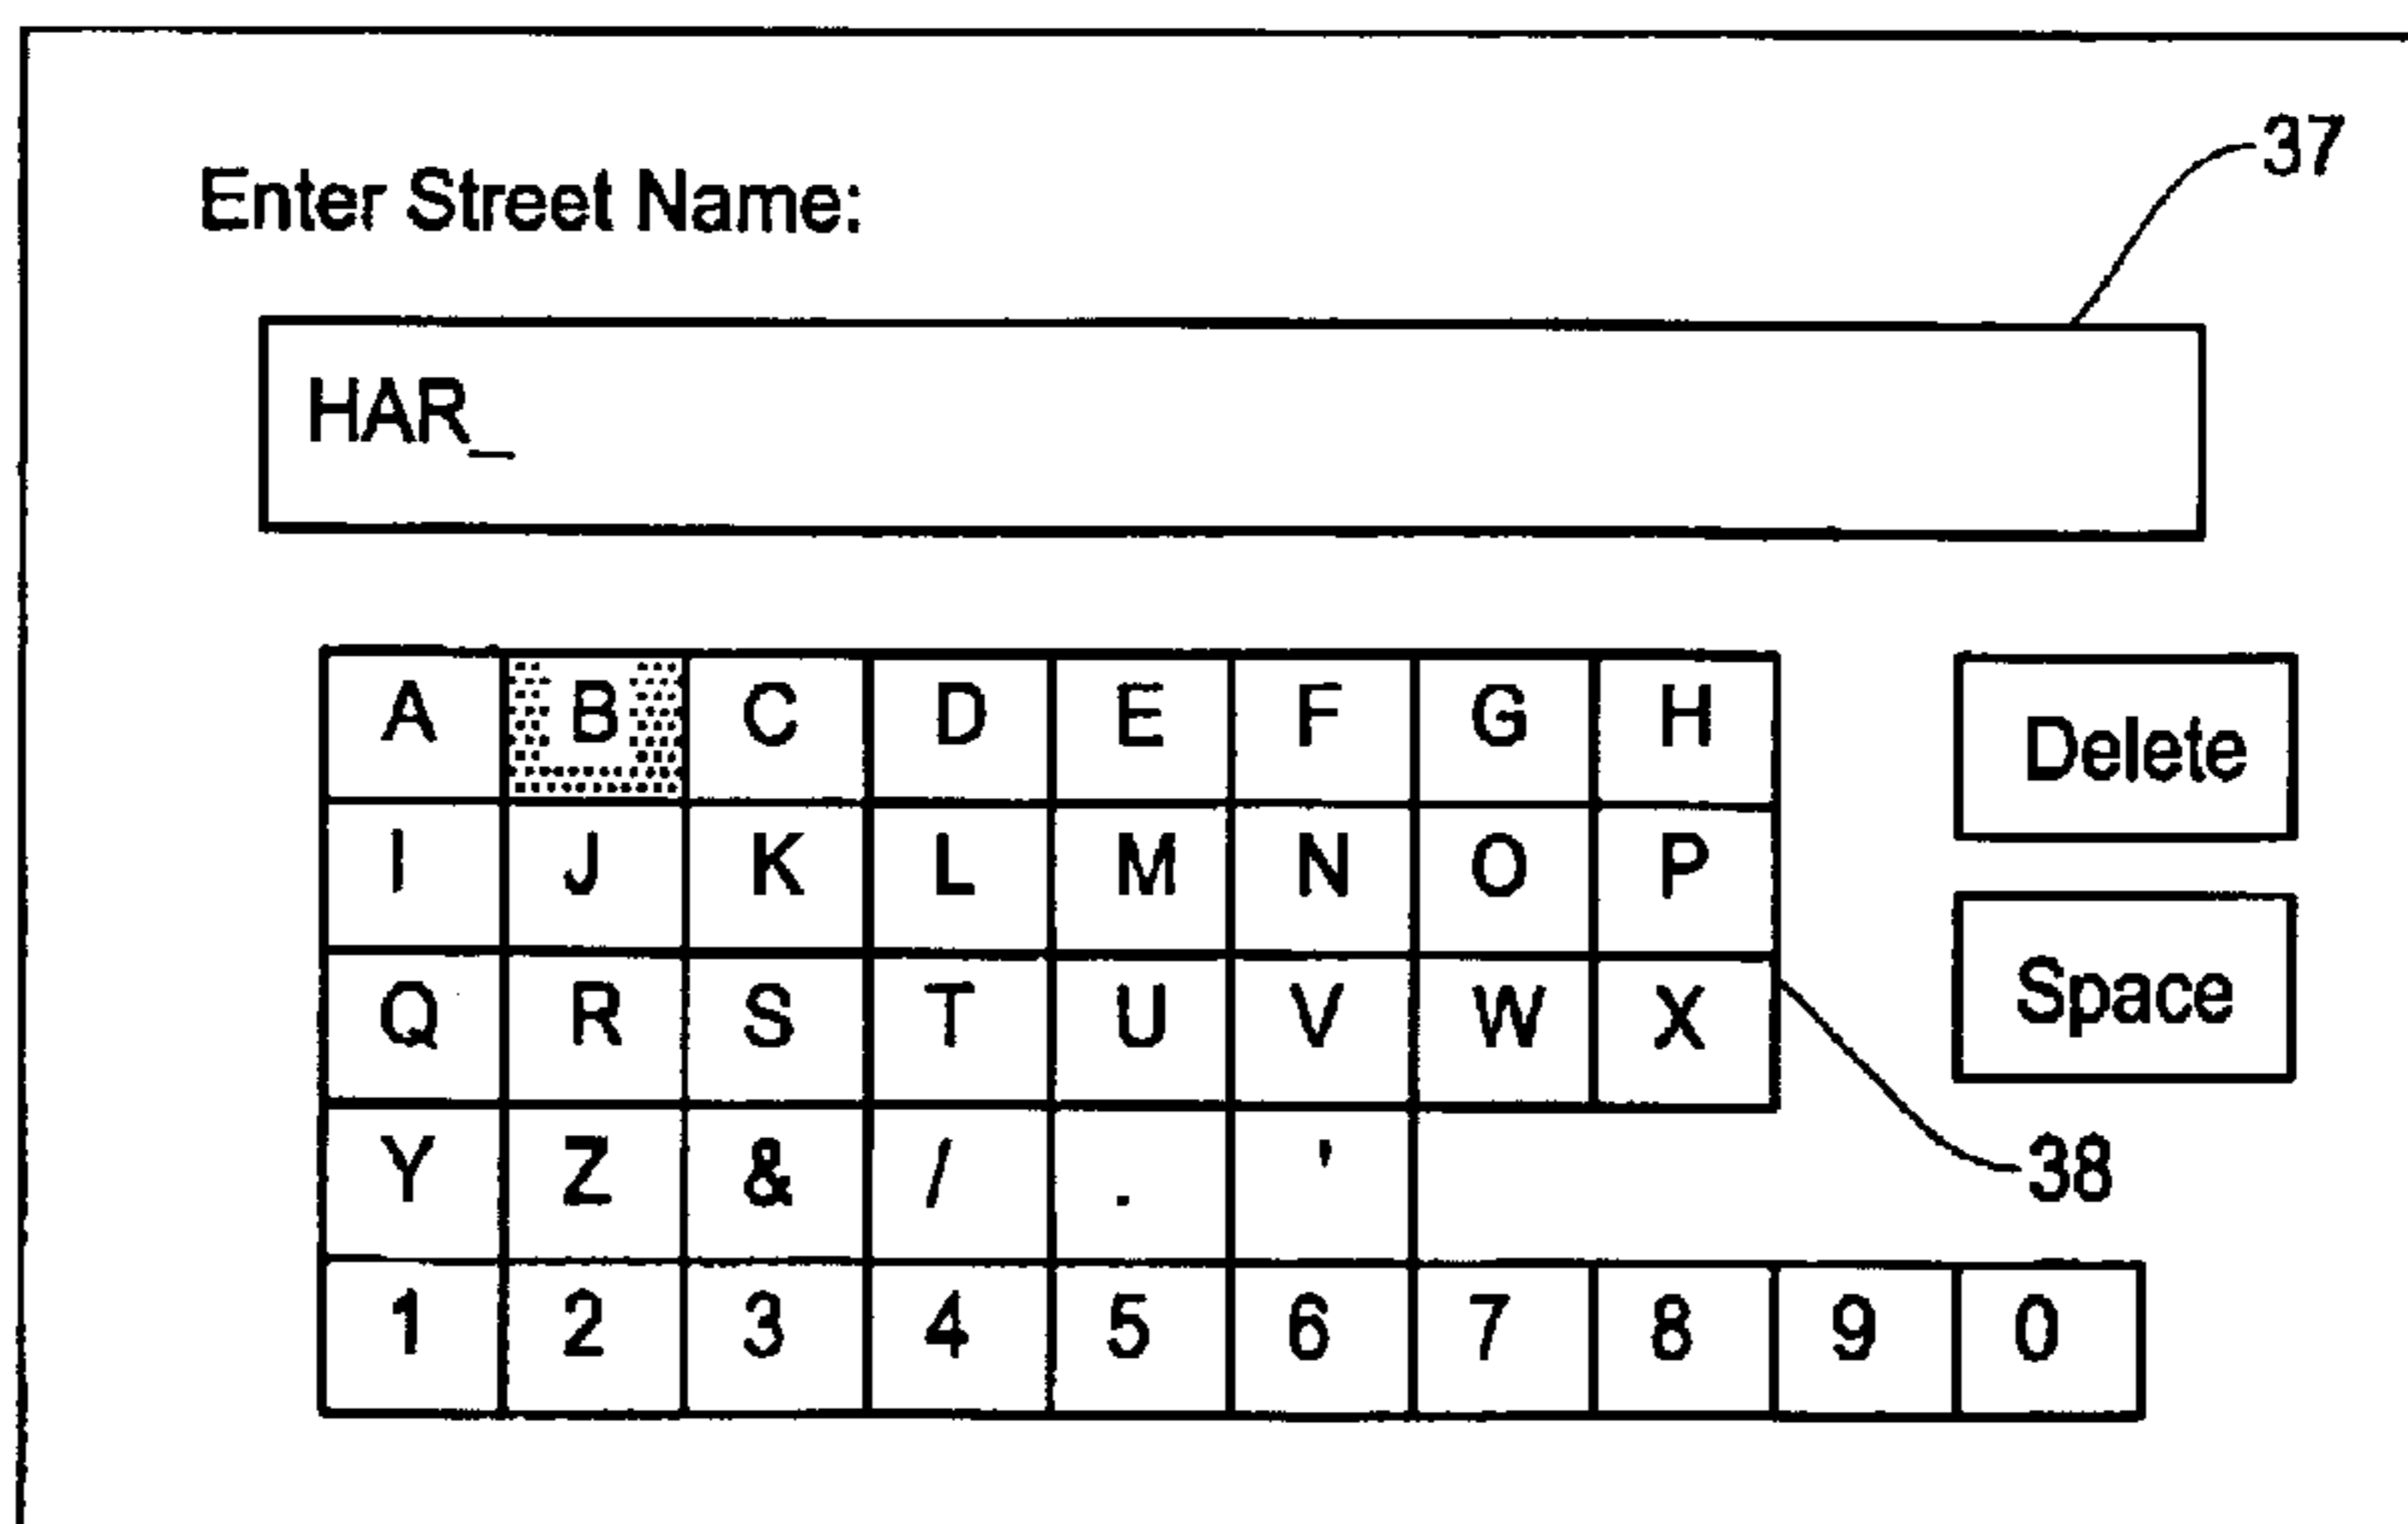 37
Enter Street Name:
HAR_
A B C D E F G H
Delete
I J K L M N O P
Q R S T U V W X
Space
Y Z & / . '
38
1 2 3 4 5 6 7 8 9 0